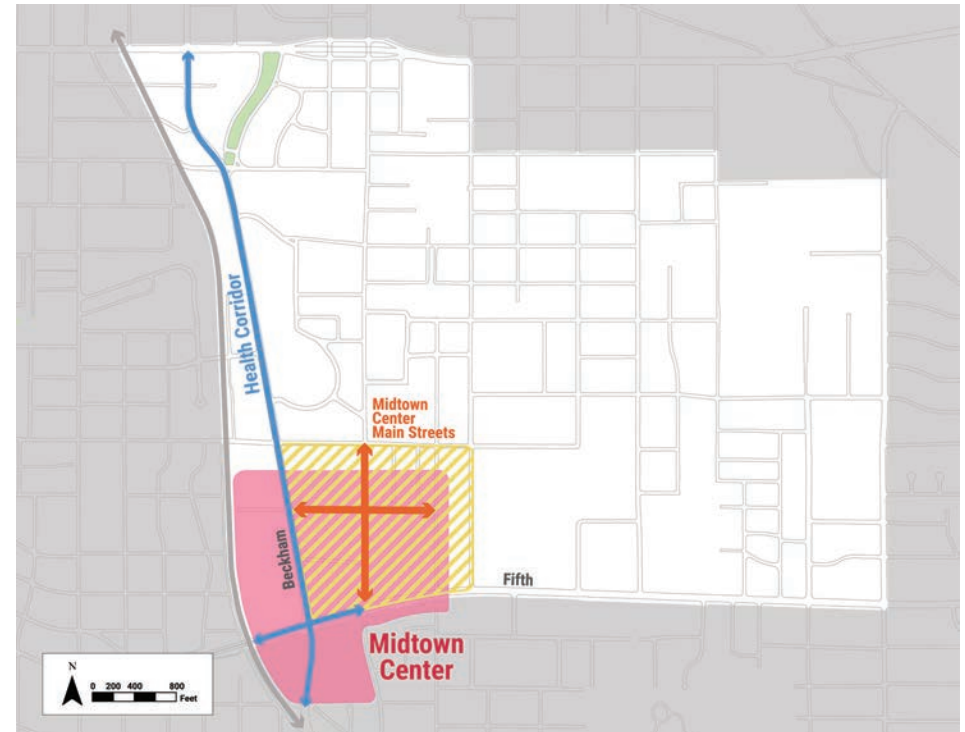 Health Corridor
Midtown
Center
Main Streets
Beckham
Fifth
Midtown
Center
N
0 200 400 800
Feet